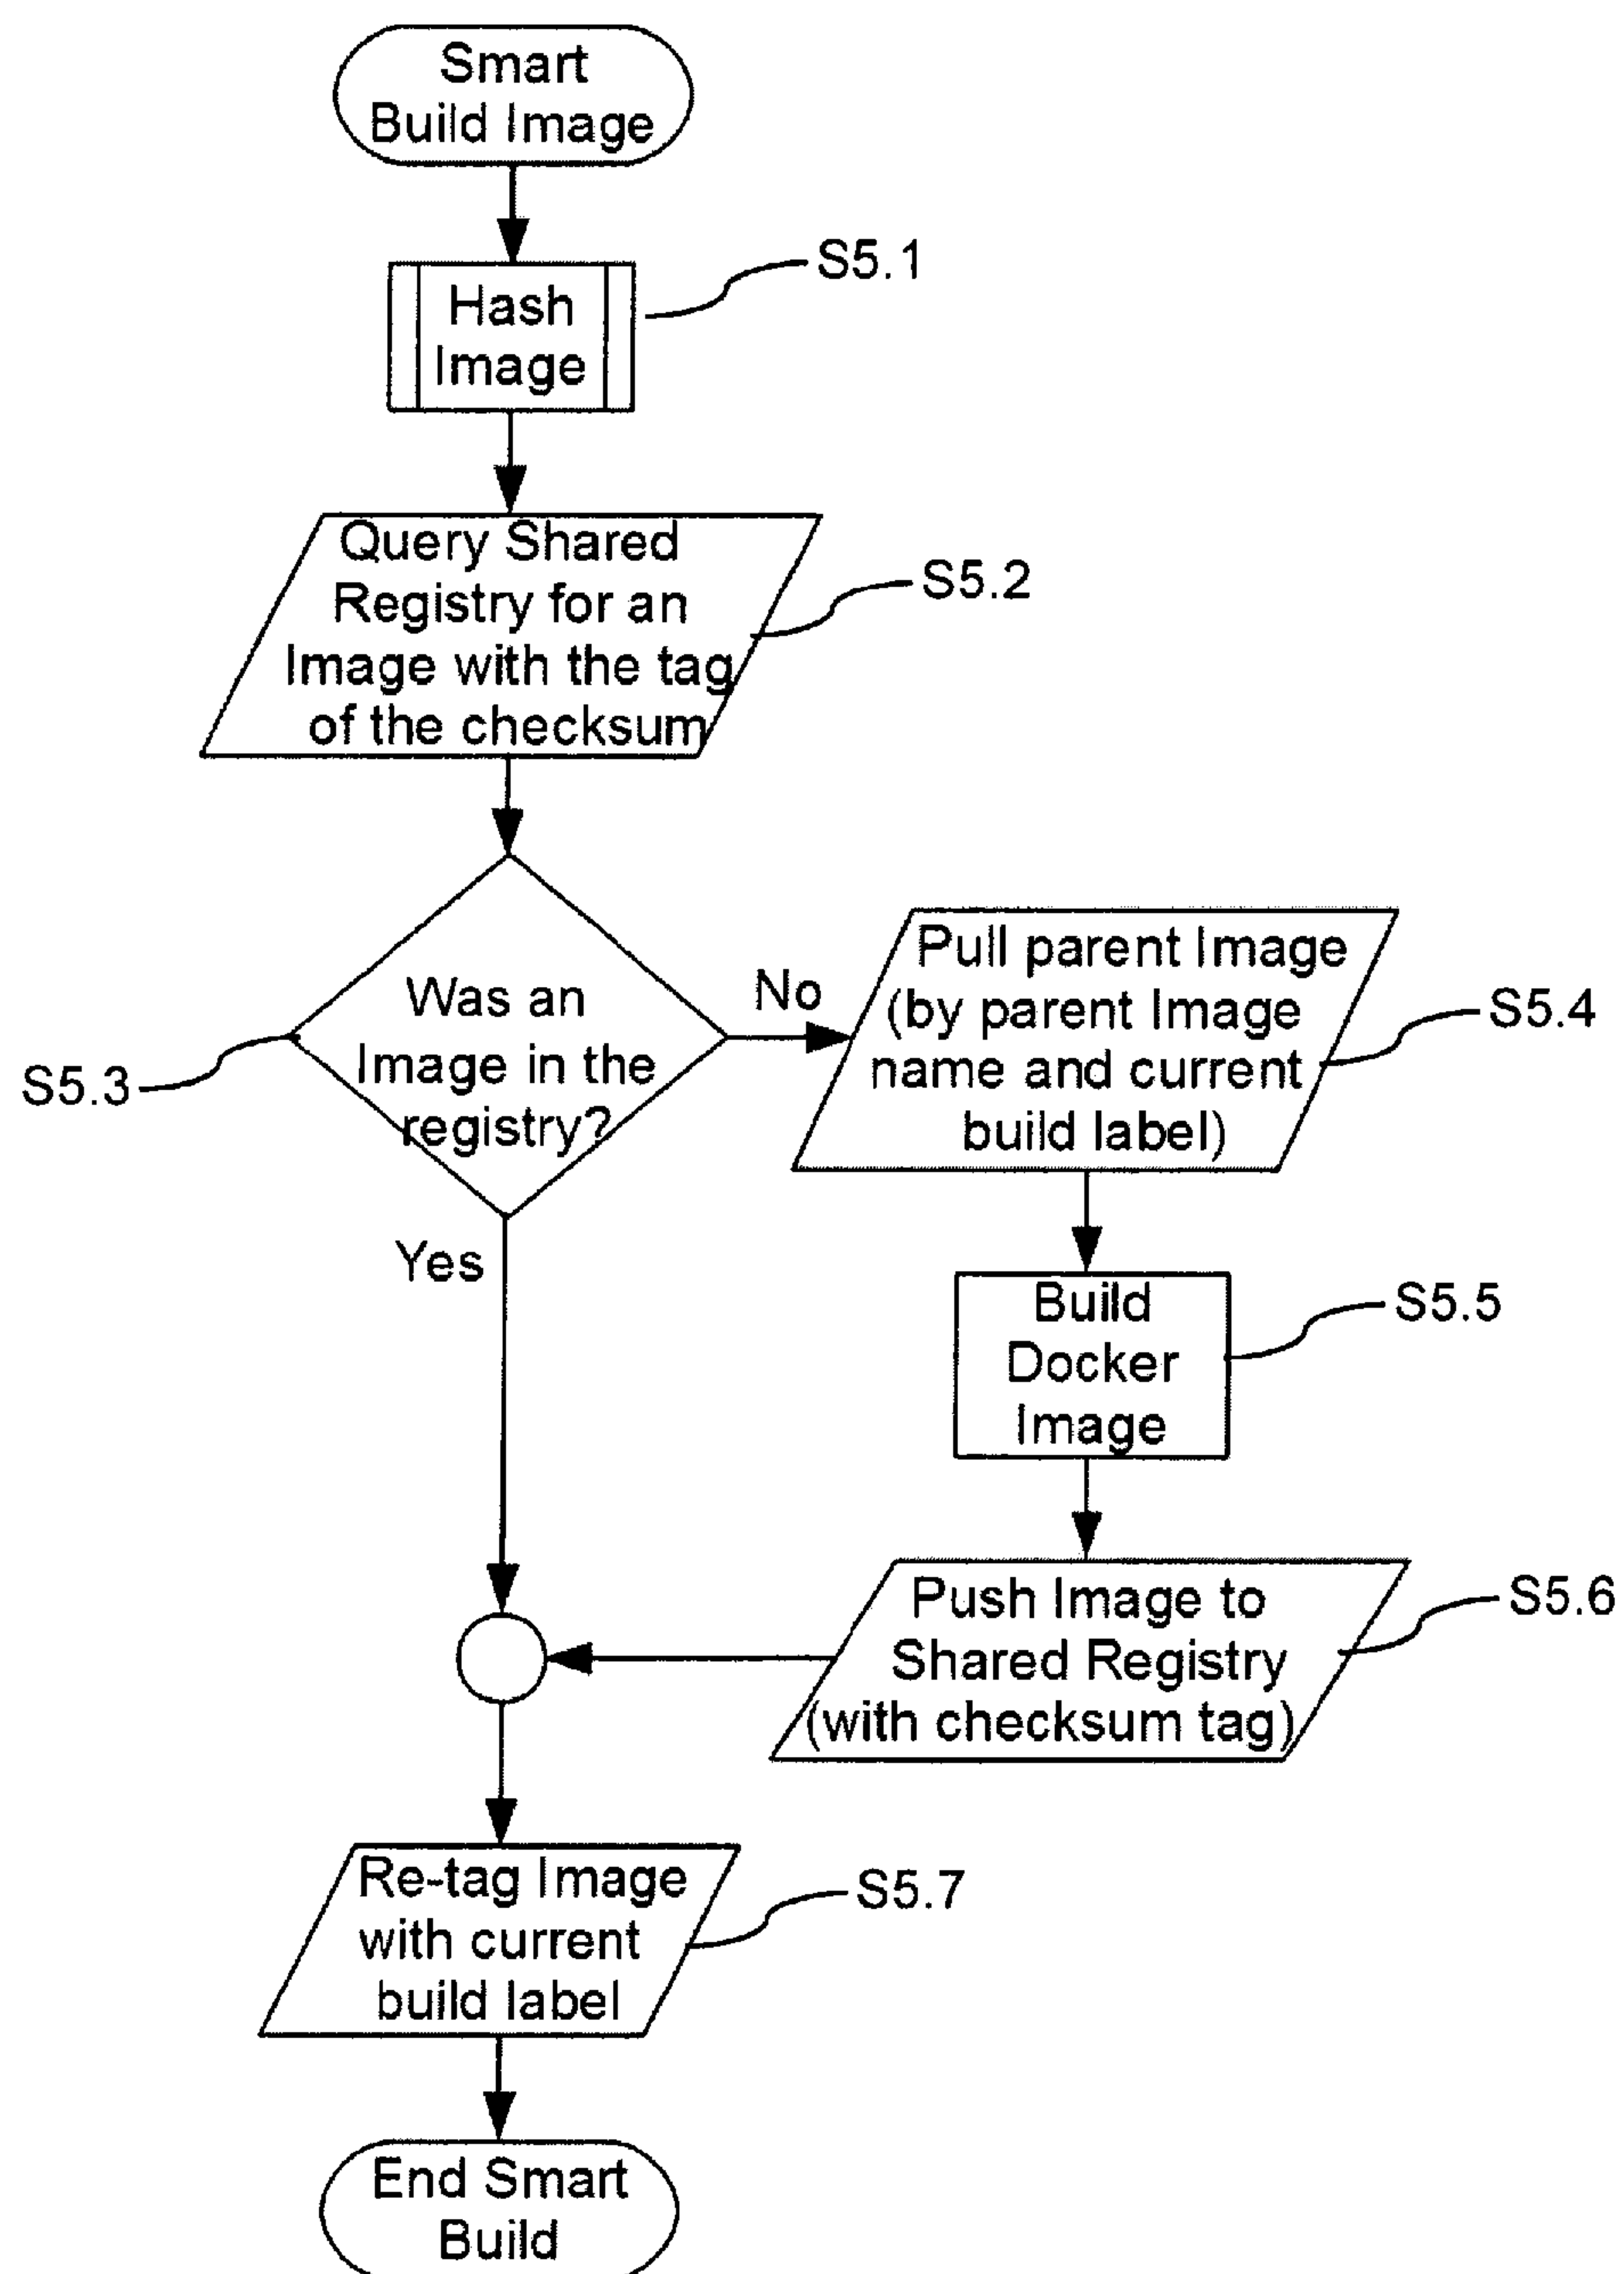 Smart
Build Image
S5.1
Hash
Image
Query Shared
Registry for an
Image with the tag
of the checksum
S5.2
Was an
Image in the
registry?
S5.3
No
Yes
Pull parent Image
(by parent Image
name and current
build label)
S5.4
Build
Docker
Image
S5.5
Push Image to
Shared Registry
(with checksum tag)
S5.6
Re-tag Image
with current
build label
S5.7
End Smart
Build